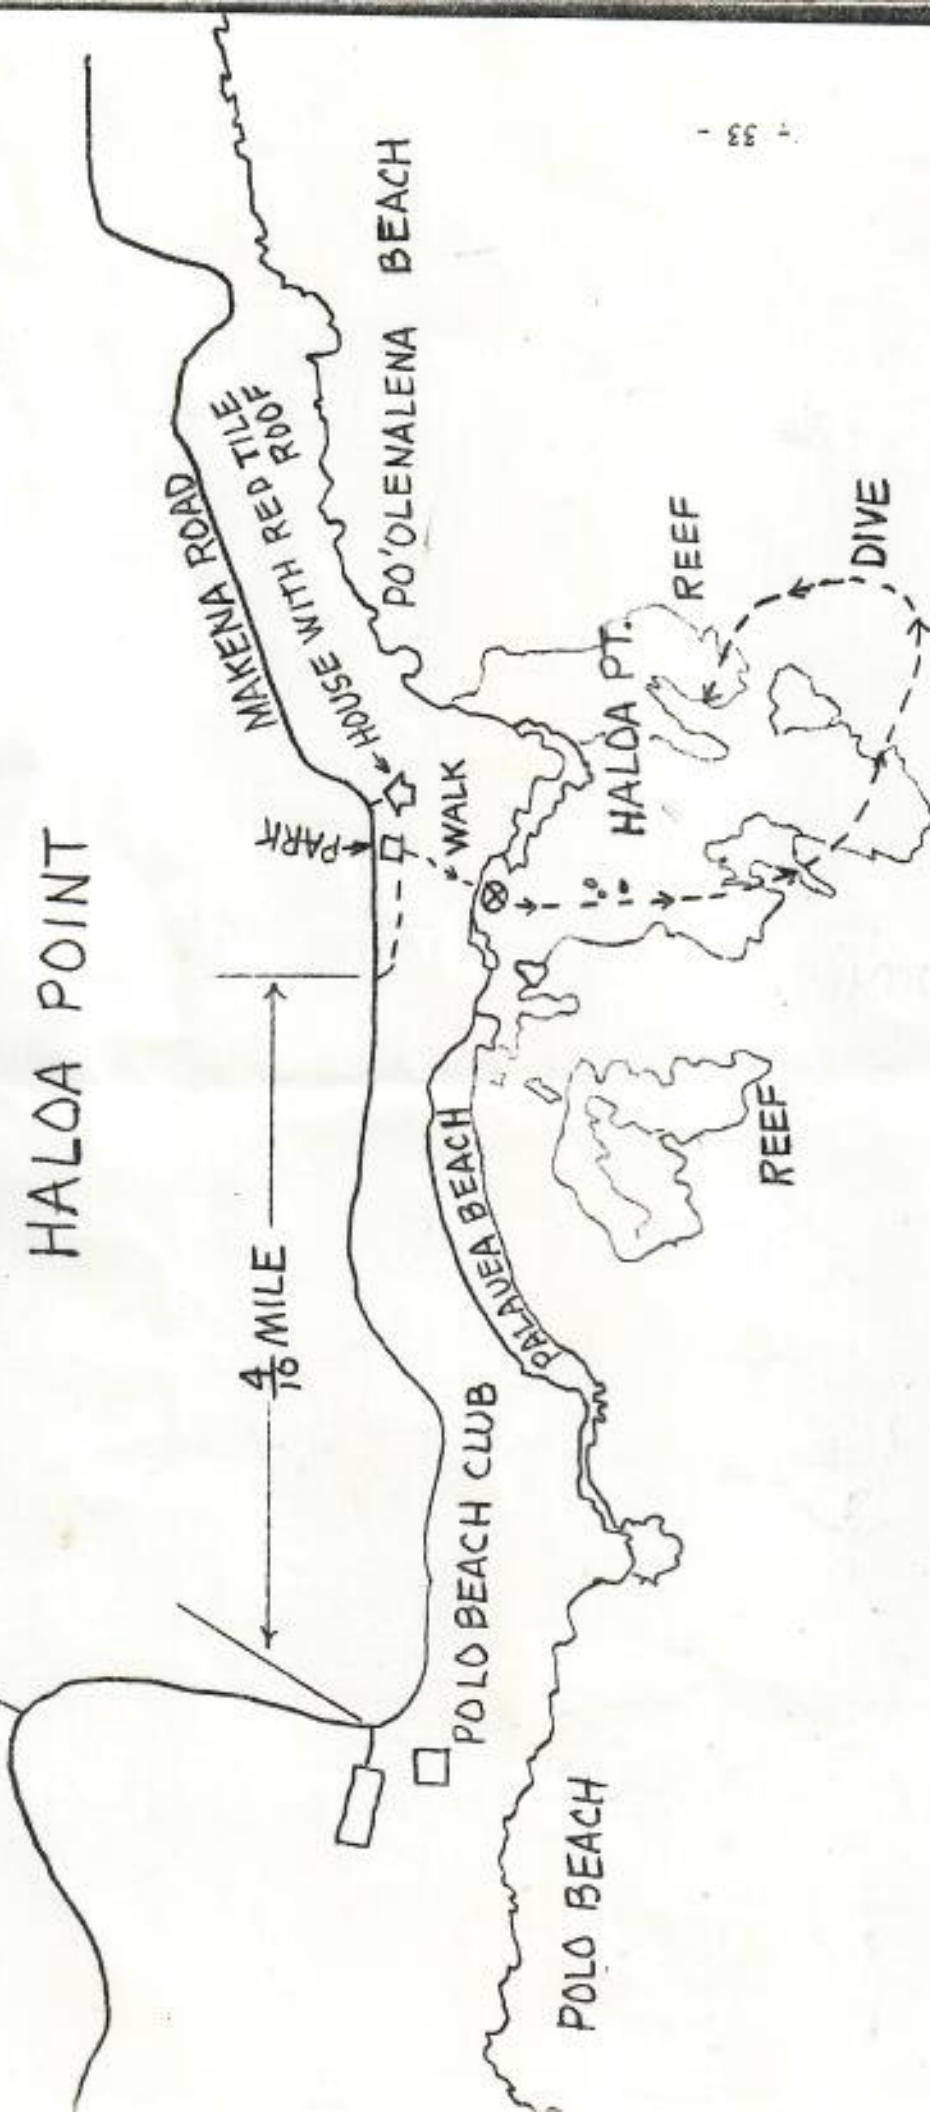 HALOA POINT
4/10 MILE
MAKENA ROAD
HOUSE WITH RED TILE
ROOF
PARK
WALK
PO'OLENALENA BEACH
POLO BEACH CLUB
PALAUEA BEACH
HALOA PT.
POLO BEACH
REEF
REEF
DIVE
- 33 -